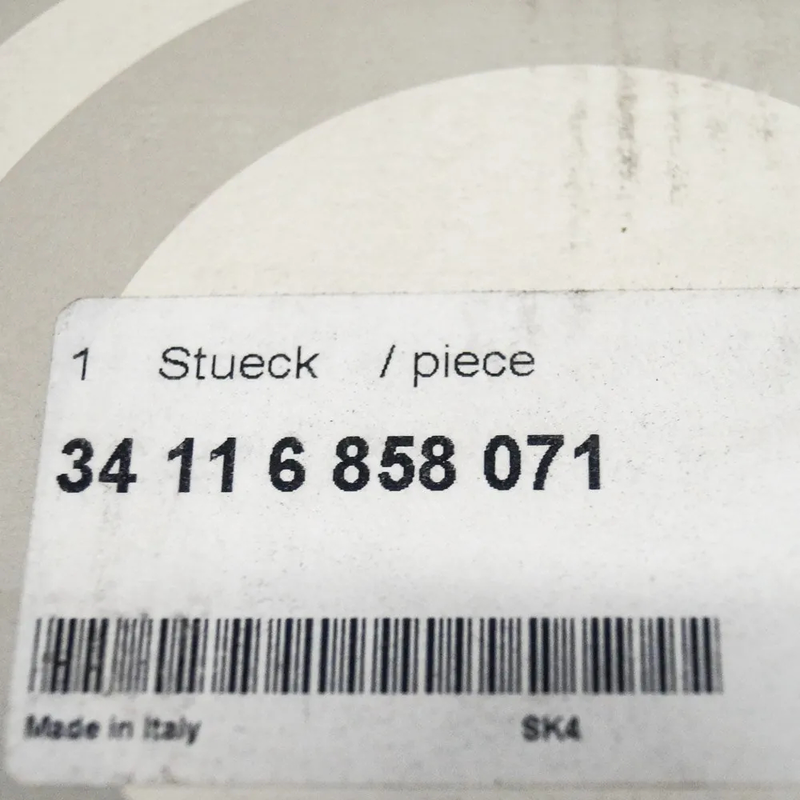 1 Stueck / piece
34 11 6 858 071
Made in Italy SK4